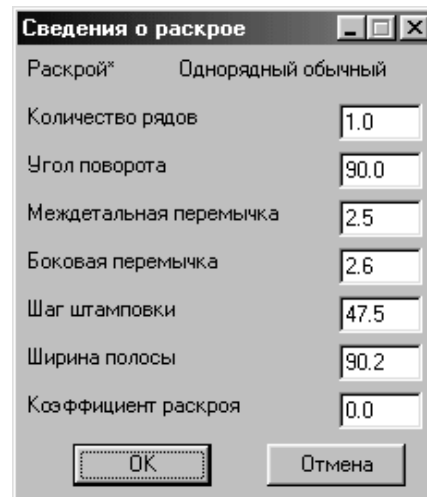 Сведения о раскрое
Раскрой* Однорядный обычный
Количество рядов 1.0
Угол поворота 90.0
Междетальная перемычка 2.5
Боковая перемычка 2.6
Шаг штамповки 47.5
Ширина полосы 90.2
Коэффициент раскроя 0.0
OK Отмена